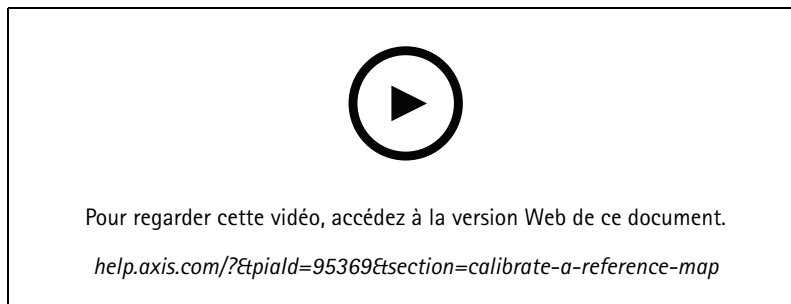 Pour regarder cette vidéo, accédez à la version Web de ce document.
help.axis.com/?&tpiald=95369&section=calibrate-a-reference-map